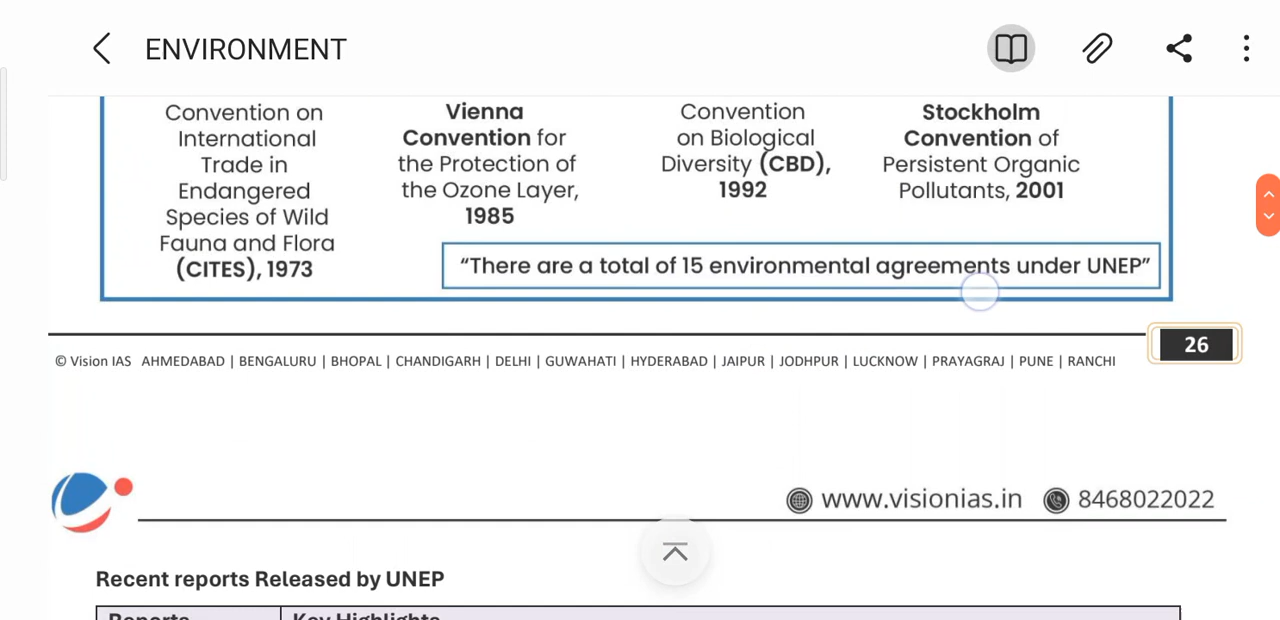 ENVIRONMENT
Convention on
International
Trade in
Endangered
Species of Wild
Fauna and Flora
(CITES), 1973
Vienna
Convention for
the Protection of
the Ozone Layer,
1985
Convention
on Biological
Diversity (CBD),
1992
Stockholm
Convention of
Persistent Organic
Pollutants, 2001
“There are a total of 15 environmental agreements under UNEP”
© Vision IAS AHMEDABAD | BENGALURU | BHOPAL | CHANDIGARH | DELHI | GUWAHATI | HYDERABAD | JAIPUR | JODHPUR | LUCKNOW | PRAYAGRAJ | PUNE | RANCHI
26
www.visionias.in 8468022022
Recent reports Released by UNEP
Reports Key Highlights